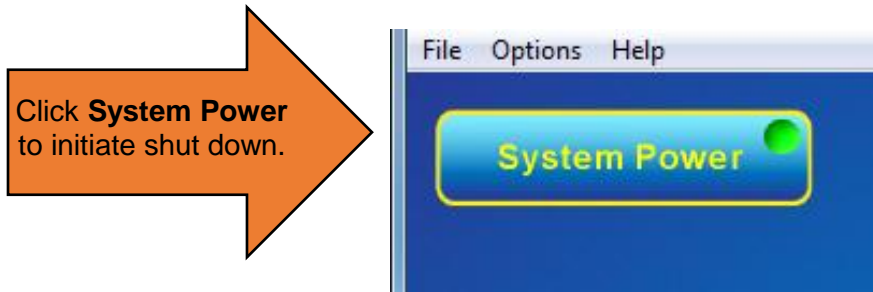 Click System Power
to initiate shut down.
File Options Help
System Power